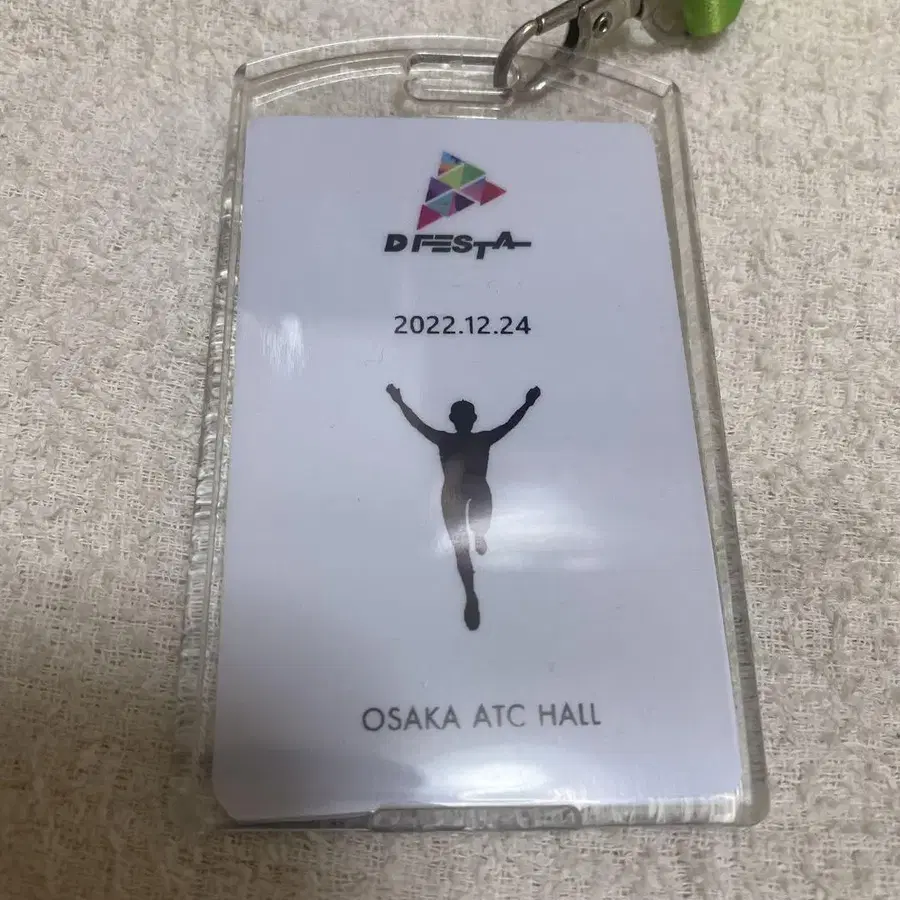 D FESTA
2022.12.24
OSAKA ATC HALL